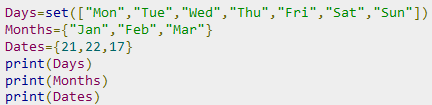 Days=set(["Mon","Tue","Wed","Thu","Fri","Sat","Sun"])
Months={"Jan","Feb","Mar"}
Dates={21,22,17}
print(Days)
print(Months)
print(Dates)